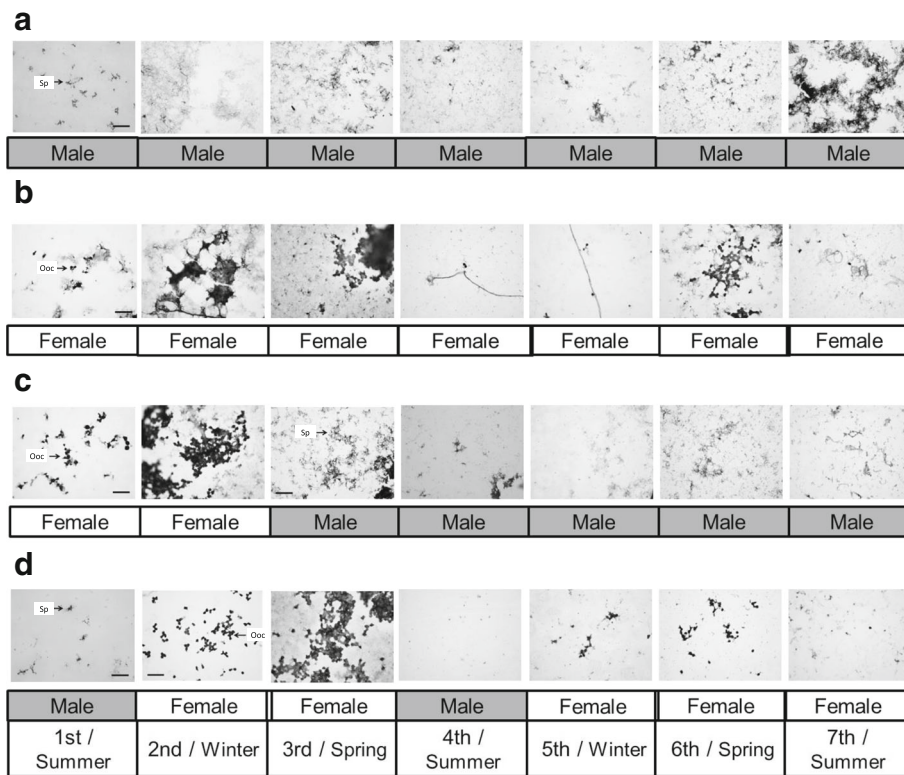 a
Sp
Male Male Male Male Male Male Male
b
Ooc
Female Female Female Female Female Female Female
c
Ooc
Sp
Female Female Male Male Male Male Male
d
Sp
Ooc
Male Female Female Male Female Female Female
1st / 2nd / Winter 3rd / Spring 4th / 5th / Winter 6th / Spring 7th /
Summer Summer Summer